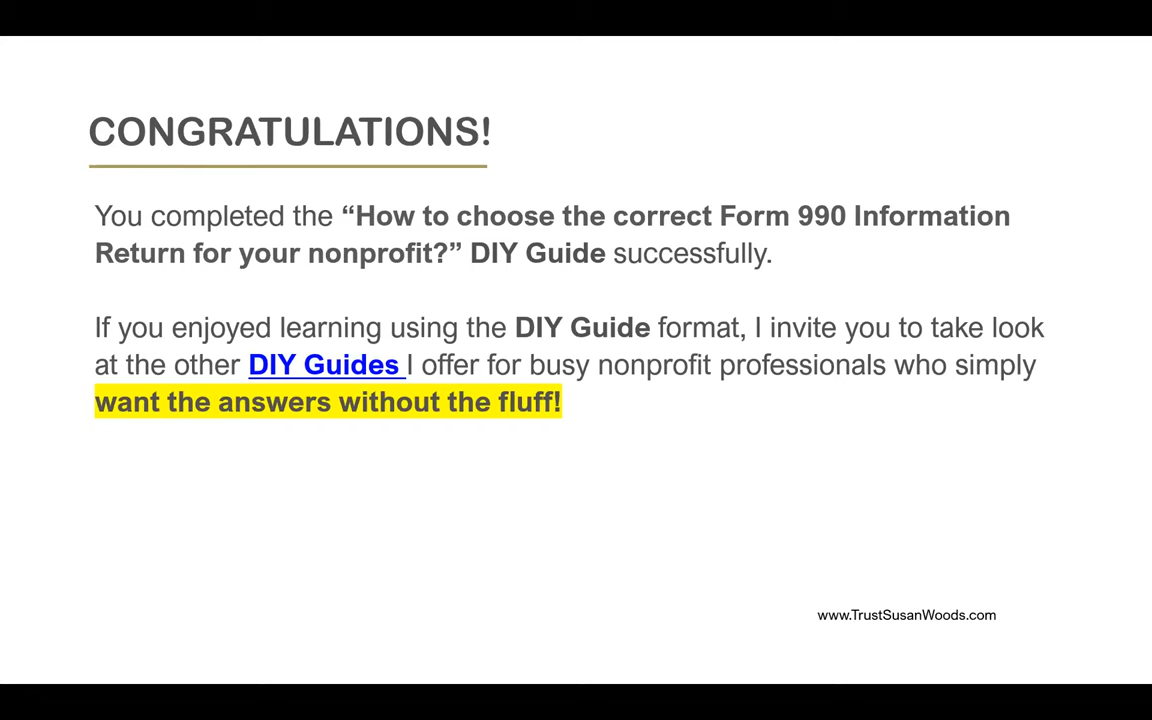 CONGRATULATIONS!
You completed the “How to choose the correct Form 990 Information
Return for your nonprofit?” DIY Guide successfully.
If you enjoyed learning using the DIY Guide format, I invite you to take look
at the other DIY Guides I offer for busy nonprofit professionals who simply
want the answers without the fluff!
www.TrustSusanWoods.com